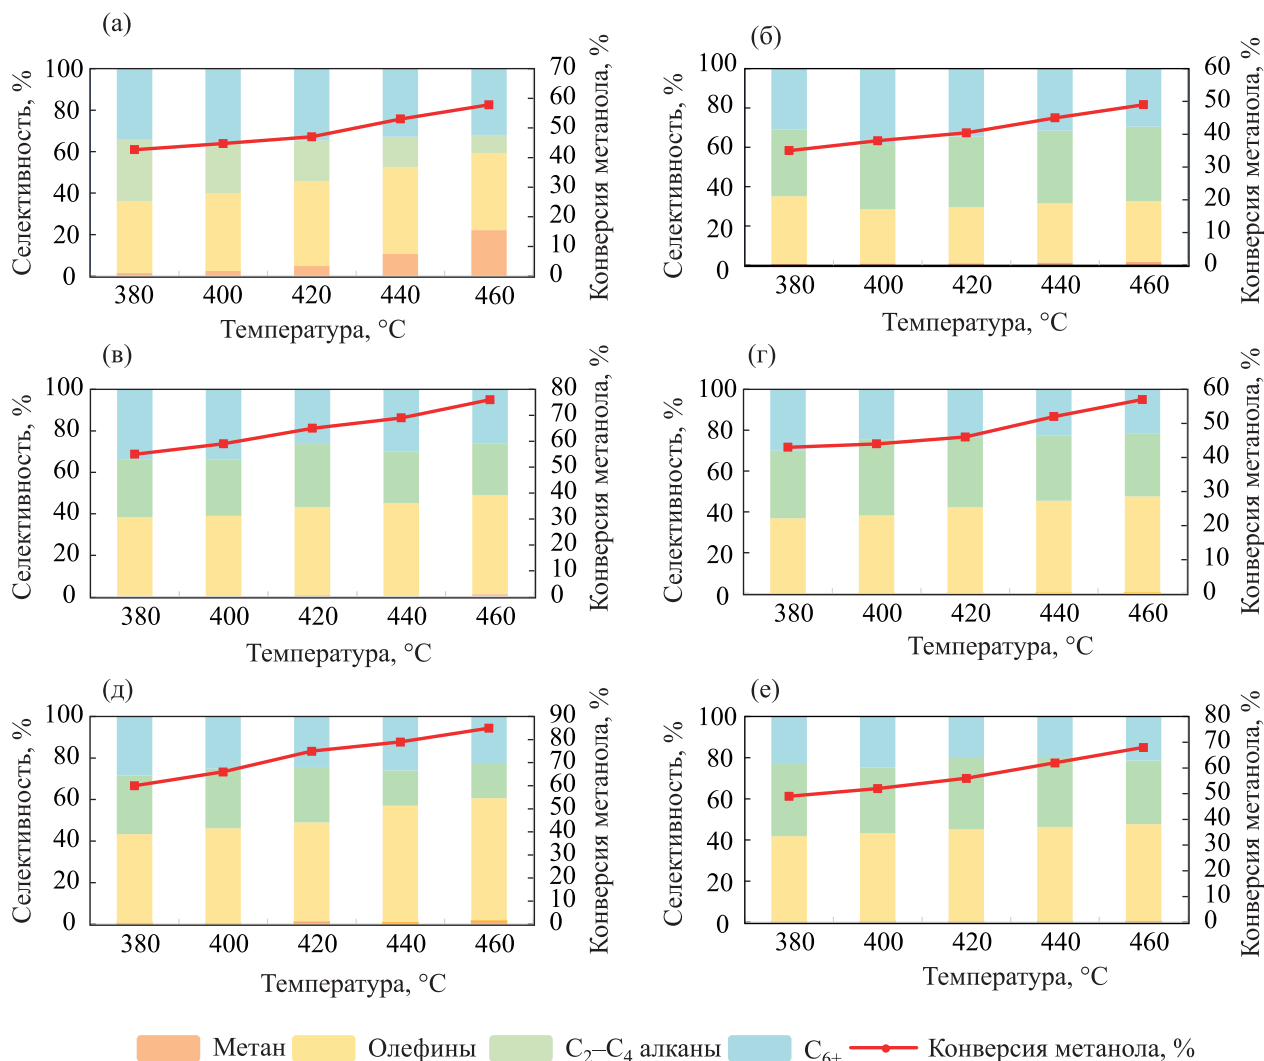 (а)
Селективность, %
100
80
60
40
20
0
70
60
50
40
30
20
10
0
Конверсия метанола, %
380 400 420 440 460
Температура, °C
(б)
Селективность, %
100
80
60
40
20
0
60
50
40
30
20
10
0
Конверсия метанола, %
380 400 420 440 460
Температура, °C
(в)
Селективность, %
100
80
60
40
20
0
80
70
60
50
40
30
20
10
0
Конверсия метанола, %
380 400 420 440 460
Температура, °C
(г)
Селективность, %
100
80
60
40
20
0
60
50
40
30
20
10
0
Конверсия метанола, %
380 400 420 440 460
Температура, °C
(д)
Селективность, %
100
80
60
40
20
0
90
80
70
60
50
40
30
20
10
0
Конверсия метанола, %
380 400 420 440 460
Температура, °C
(е)
Селективность, %
100
80
60
40
20
0
80
70
60
50
40
30
20
10
0
Конверсия метанола, %
380 400 420 440 460
Температура, °C
Метан Олефины C₂–C₄ алканы C₆₊ Конверсия метанола, %